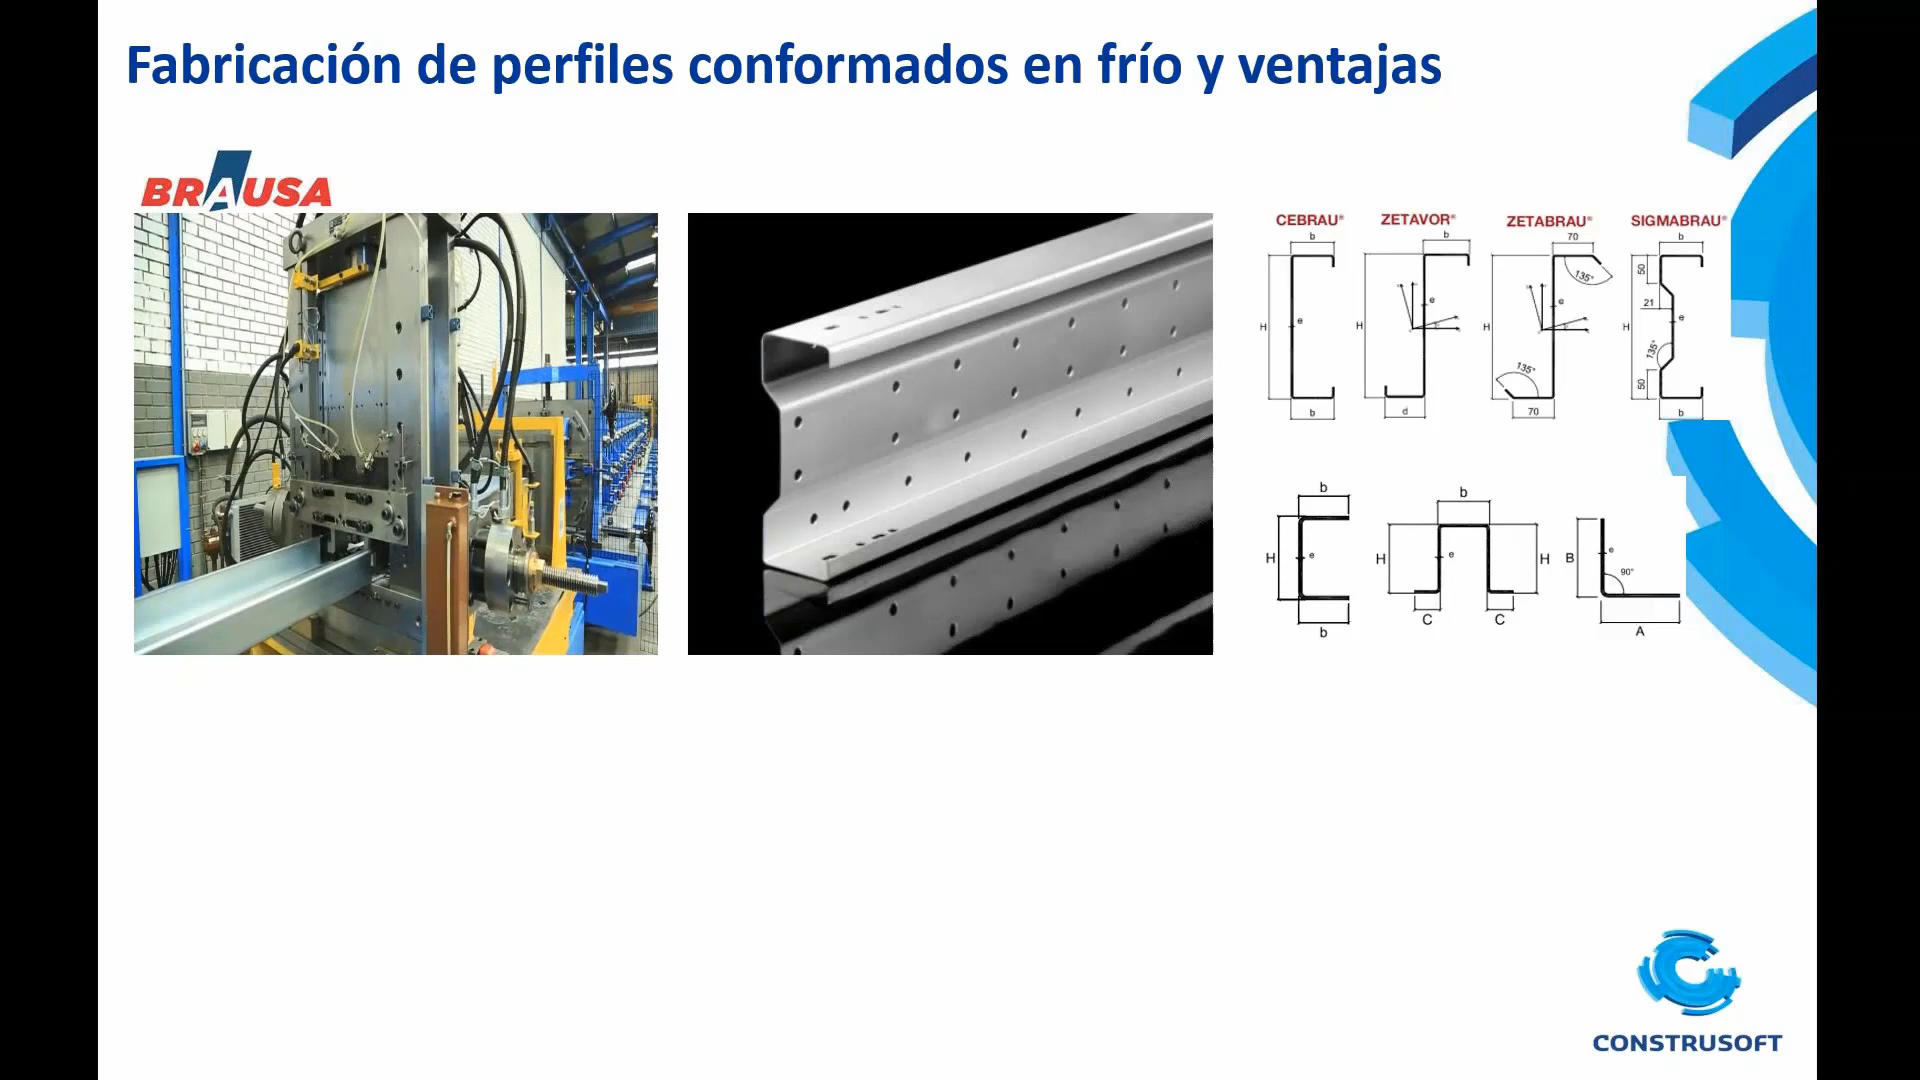 Fabricación de perfiles conformados en frío y ventajas
BRAUSA
CEBRAU® ZETAVOR® ZETABRAU® SIGMABRAU®
b b 70 b
135° 50
e 21
H e H e H e H e
135° 135°
50
b d 70 b
b b
H e H e H B e 90°
b C C A
CONSTRUSOFT